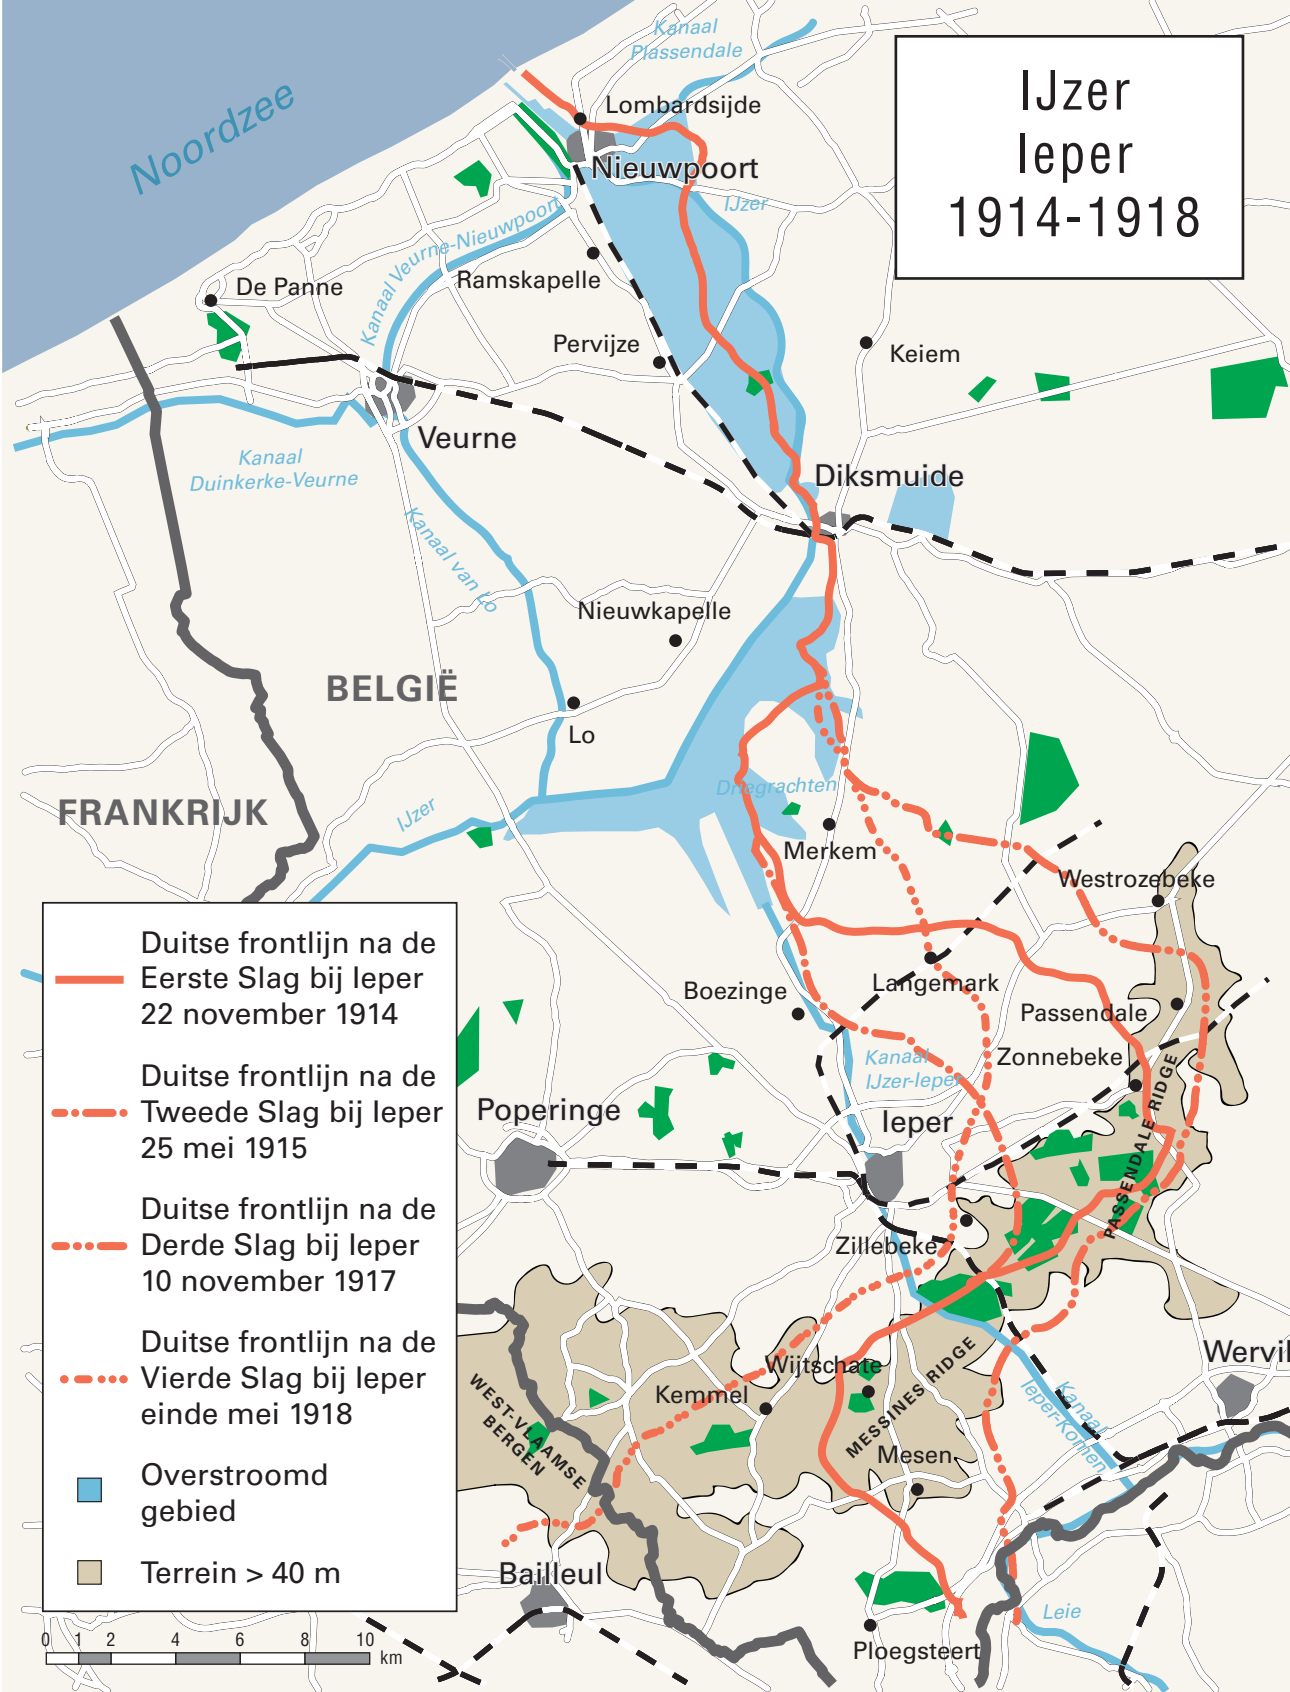 IJzer
Ieper
1914-1918
Noordzee
Kanaal
Plassendale
Lombardsijde
Nieuwpoort
IJzer
Kanaal Veurne-Nieuwpoort
De Panne
Ramskapelle
Pervijze
Keiem
Veurne
Kanaal
Duinkerke-Veurne
Diksmuide
Kanaal van Lo
Nieuwkapelle
BELGIË
Lo
FRANKRIJK
IJzer
Driegrachten
Merkem
Westrozebeke
Boezinge
Langemark
Passendale
Zonnebeke
Kanaal
IJzer-Ieper
Poperinge
Ieper
PASSENDALE RIDGE
Zillebeke
Wijtschate
Kemmel
MESSINES RIDGE
Mesen
WEST-VLAAMSE
BERGEN
Kanaal
Ieper-Komen
Wervik
Bailleul
Leie
Ploegsteert
Duitse frontlijn na de
Eerste Slag bij Ieper
22 november 1914
Duitse frontlijn na de
Tweede Slag bij Ieper
25 mei 1915
Duitse frontlijn na de
Derde Slag bij Ieper
10 november 1917
Duitse frontlijn na de
Vierde Slag bij Ieper
einde mei 1918
Overstroomd
gebied
Terrein > 40 m
0 1 2 4 6 8 10
km